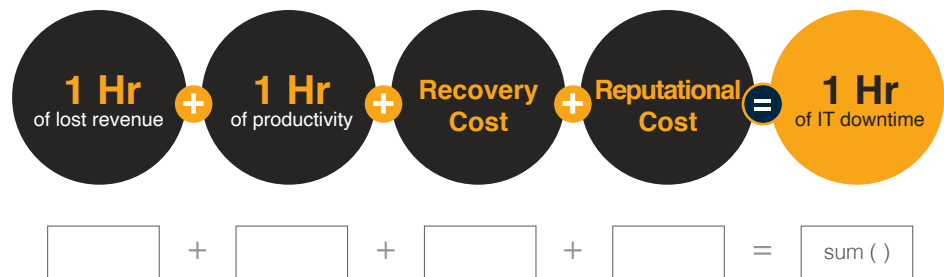 1 Hr of lost revenue + 1 Hr of productivity + Recovery Cost + Reputational Cost = 1 Hr of IT downtime
+ + + = sum ( )